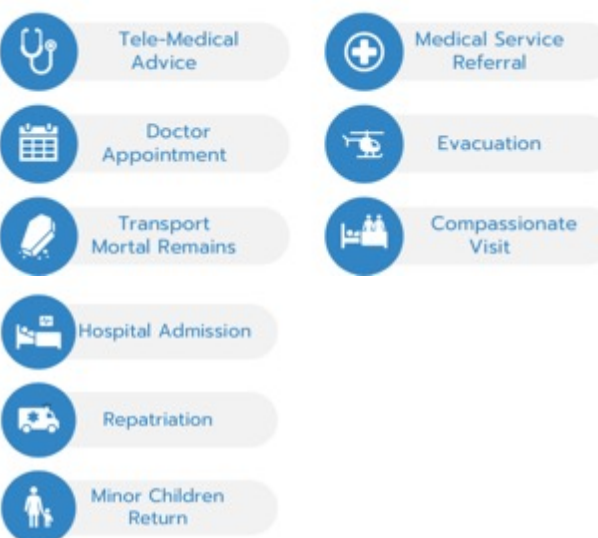 Tele-Medical
Advice
Medical Service
Referral
Doctor
Appointment
Evacuation
Transport
Mortal Remains
Compassionate
Visit
Hospital Admission
Repatriation
Minor Children
Return